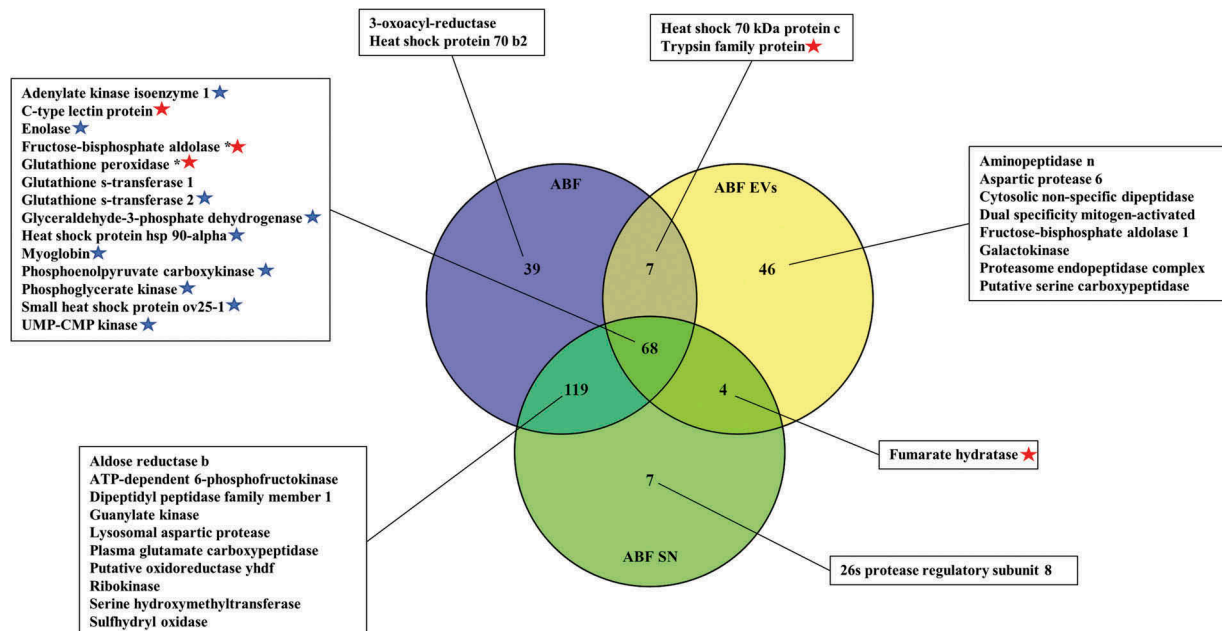 3-oxoacyl-reductase
Heat shock protein 70 b2
Heat shock 70 kDa protein c
Trypsin family protein
Adenylate kinase isoenzyme 1
C-type lectin protein
Enolase
Fructose-bisphosphate aldolase *
Glutathione peroxidase *
Glutathione s-transferase 1
Glutathione s-transferase 2
Glyceraldehyde-3-phosphate dehydrogenase
Heat shock protein hsp 90-alpha
Myoglobin
Phosphoenolpyruvate carboxykinase
Phosphoglycerate kinase
Small heat shock protein ov25-1
UMP-CMP kinase
Aminopeptidase n
Aspartic protease 6
Cytosolic non-specific dipeptidase
Dual specificity mitogen-activated
Fructose-bisphosphate aldolase 1
Galactokinase
Proteasome endopeptidase complex
Putative serine carboxypeptidase
ABF
ABF EVs
39
7
46
68
119
4
7
ABF SN
Fumarate hydratase
26s protease regulatory subunit 8
Aldose reductase b
ATP-dependent 6-phosphofructokinase
Dipeptidyl peptidase family member 1
Guanylate kinase
Lysosomal aspartic protease
Plasma glutamate carboxypeptidase
Putative oxidoreductase yhdf
Ribokinase
Serine hydroxymethyltransferase
Sulfhydryl oxidase